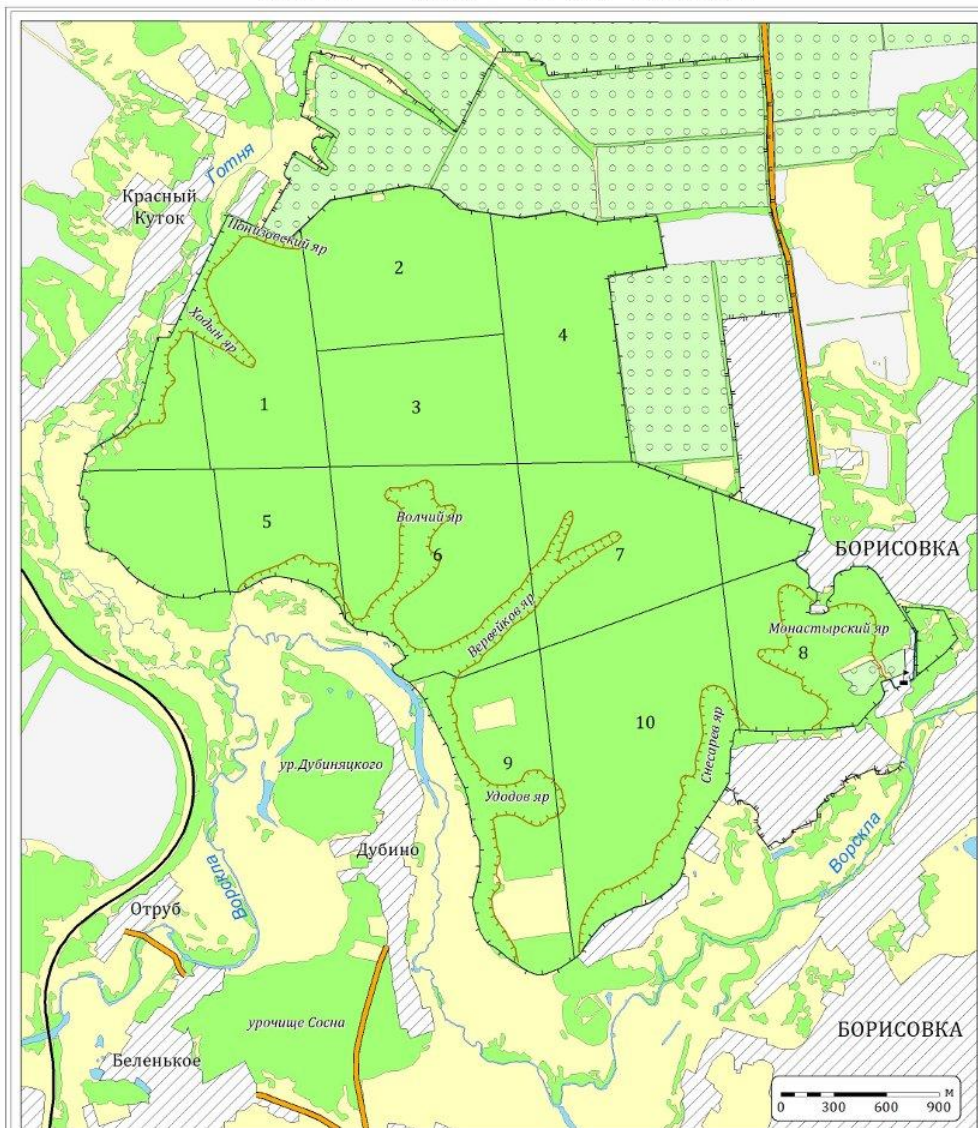 Готня
Красный
Куток
Понизовский яр
2
Ходын яр
4
1
3
Волчий яр
5
6
7
БОРИСОВКА
Вервейков яр
Монастырский яр
8
10
Снесарев яр
9
ур.Дубиняцкого
Удодов яр
Дубино
Ворскла
Ворскла
Отруб
урочище Сосна
БОРИСОВКА
Беленькое
м
0 300 600 900